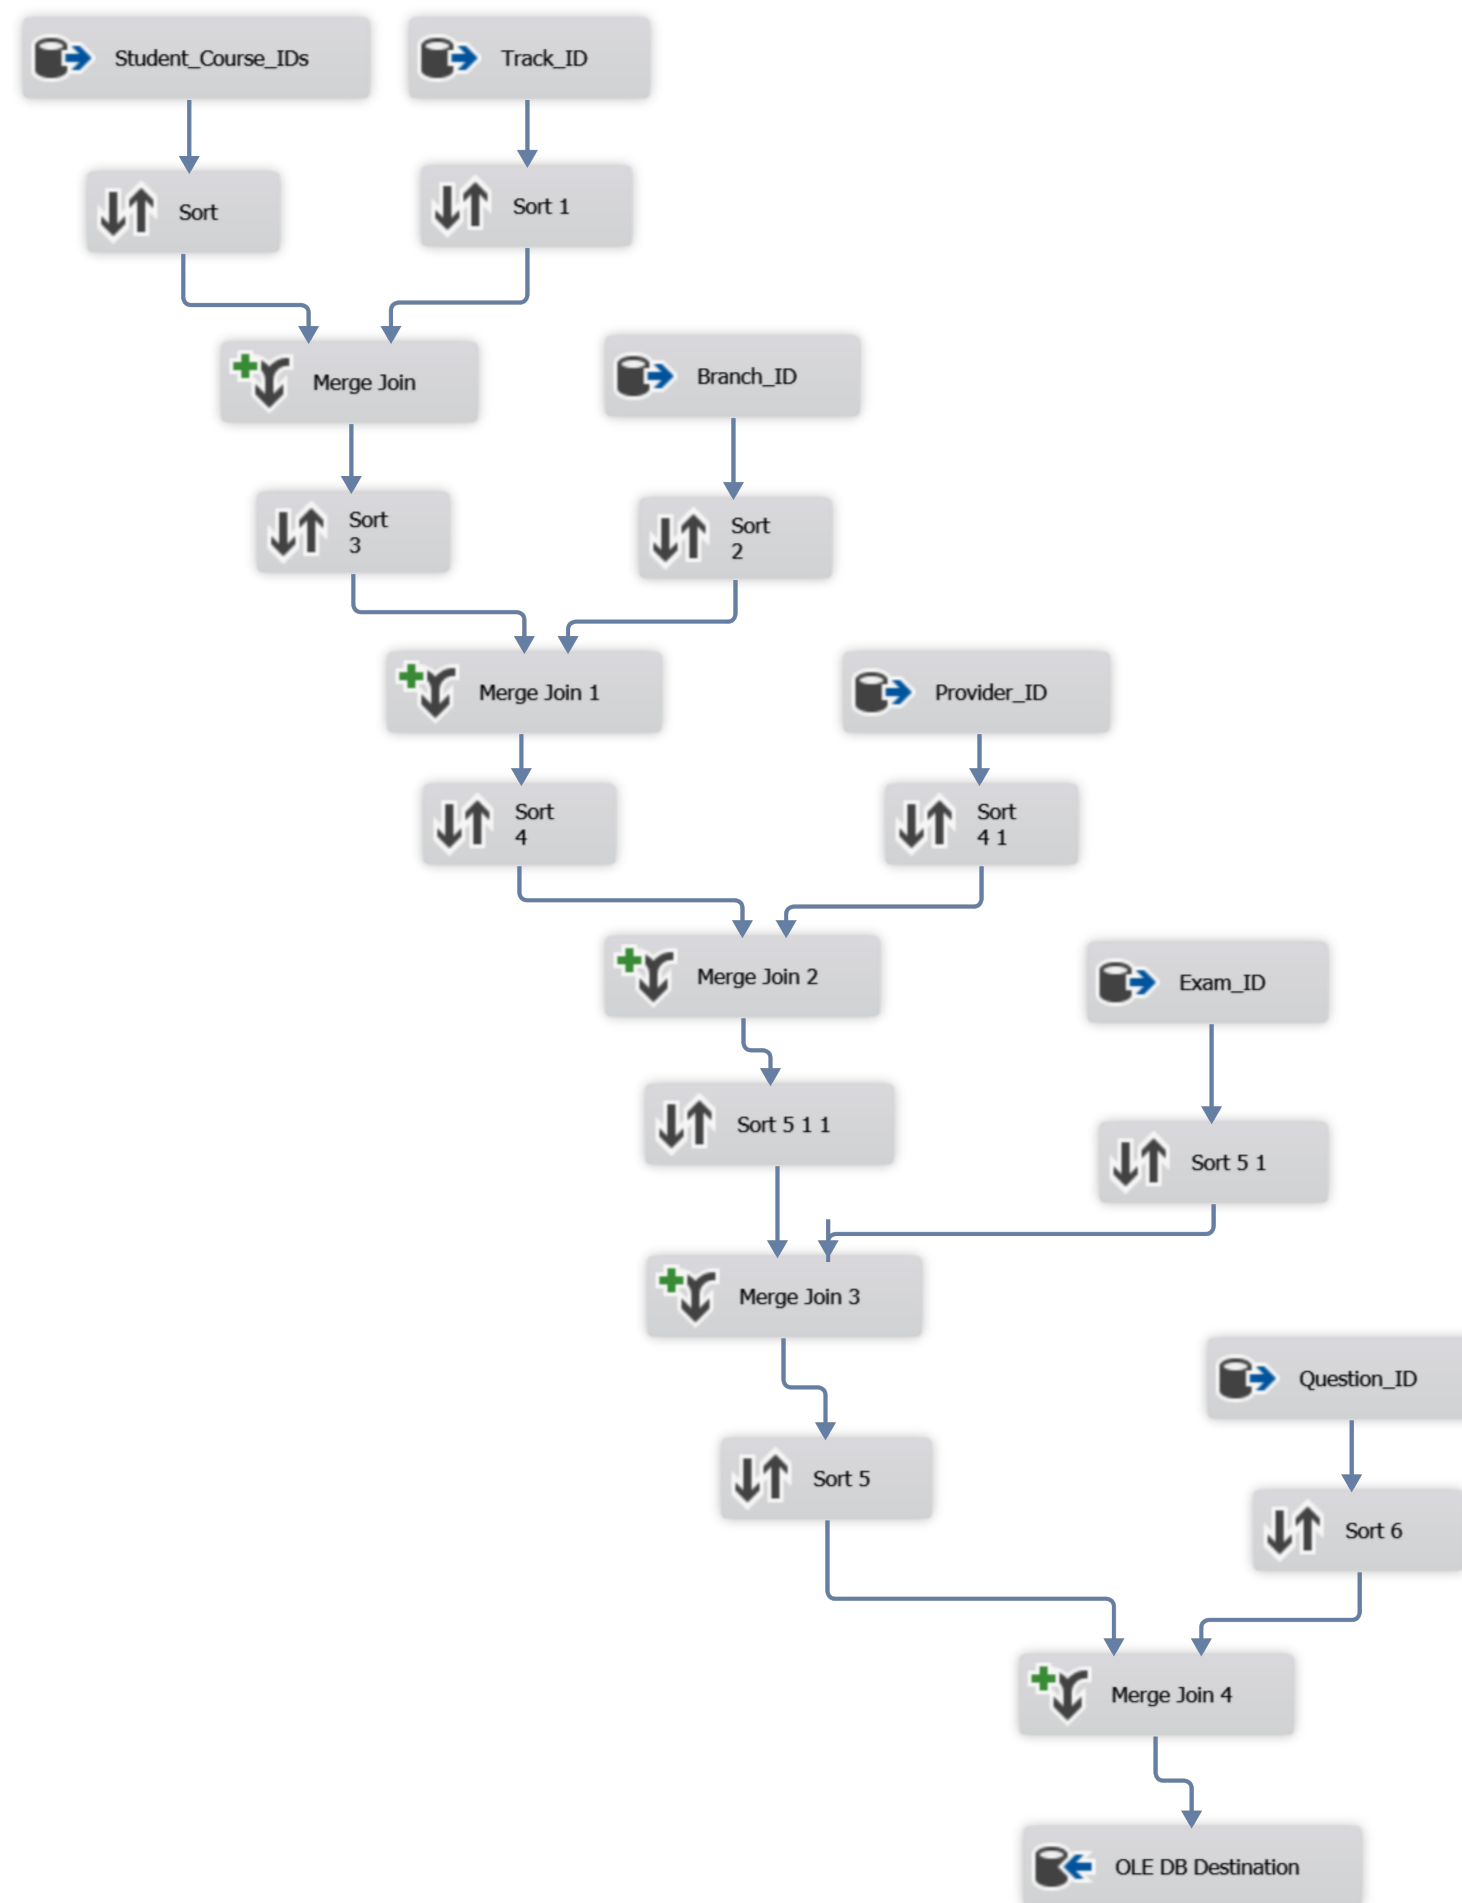 Student_Course_IDs
Track_ID
Sort
Sort 1
Merge Join
Branch_ID
Sort
3
Sort
2
Merge Join 1
Provider_ID
Sort
4
Sort
4 1
Merge Join 2
Exam_ID
Sort 5 1 1
Sort 5 1
Merge Join 3
Question_ID
Sort 5
Sort 6
Merge Join 4
OLE DB Destination